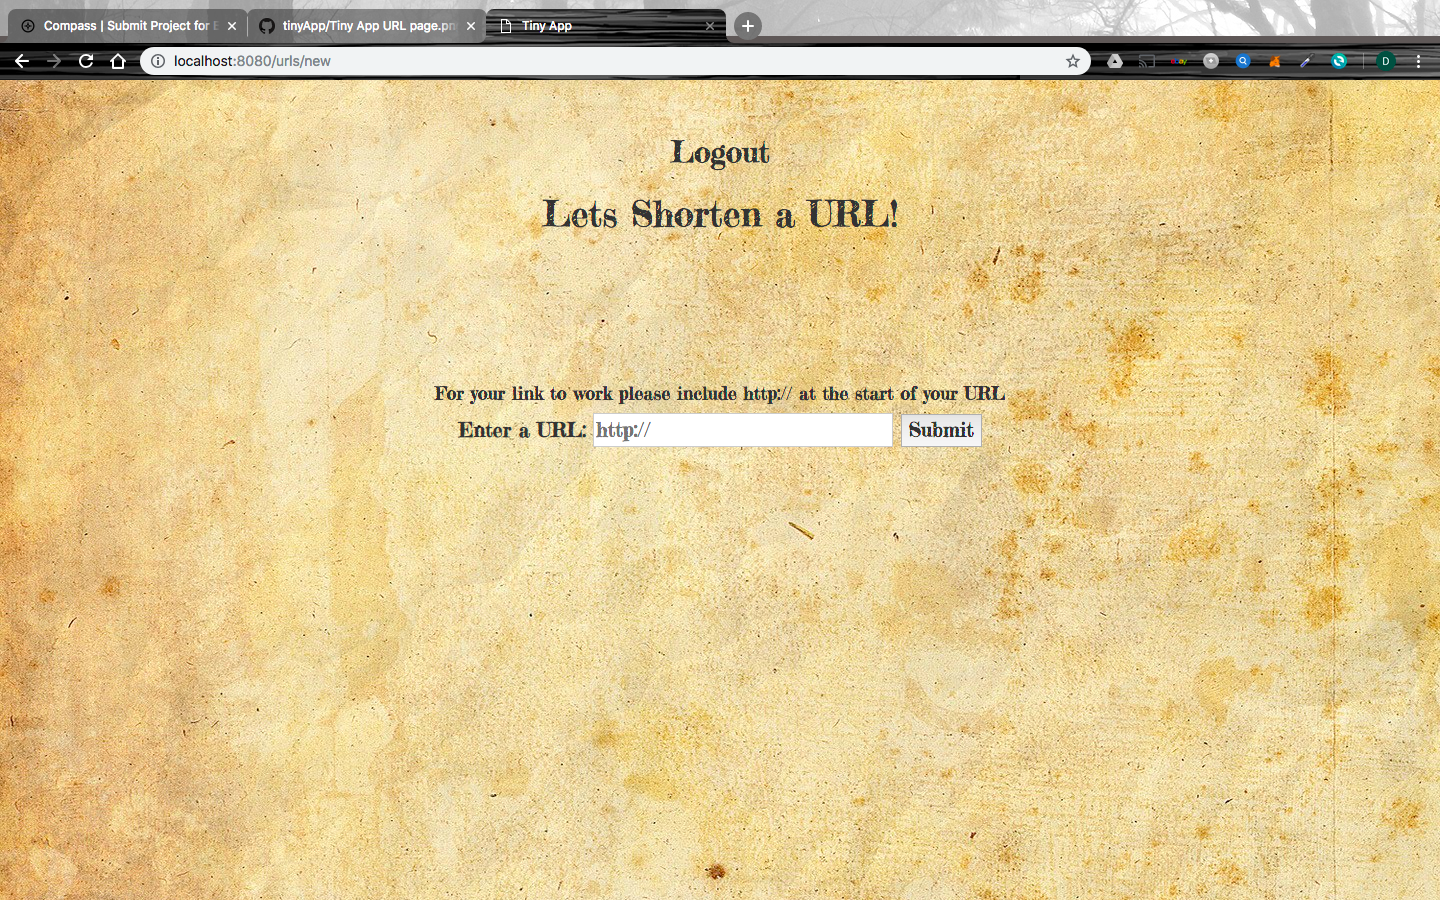 Compass | Submit Project for E
tinyApp/Tiny App URL page.pn
Tiny App
localhost:8080/urls/new
ebay
D
Logout
Lets Shorten a URL!
For your link to work please include http:// at the start of your URL
Enter a URL: http:// Submit